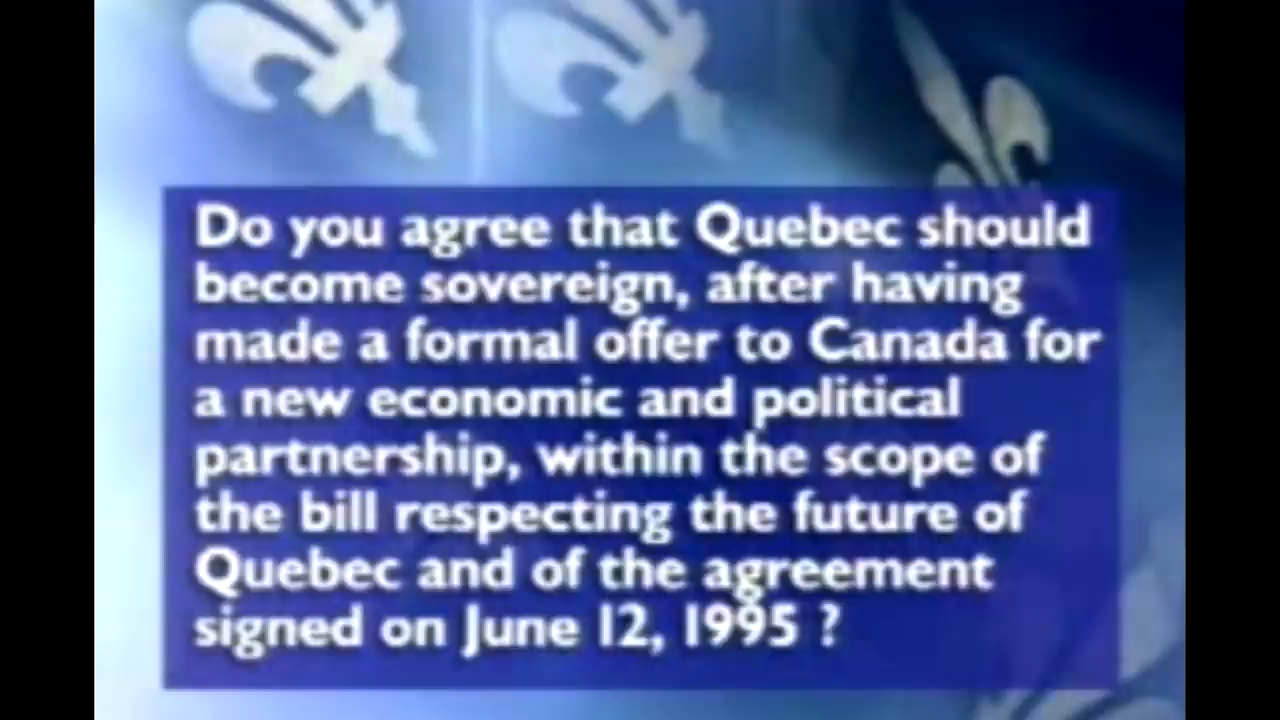 Do you agree that Quebec should
become sovereign, after having
made a formal offer to Canada for
a new economic and political
partnership, within the scope of
the bill respecting the future of
Quebec and of the agreement
signed on June 12, 1995 ?